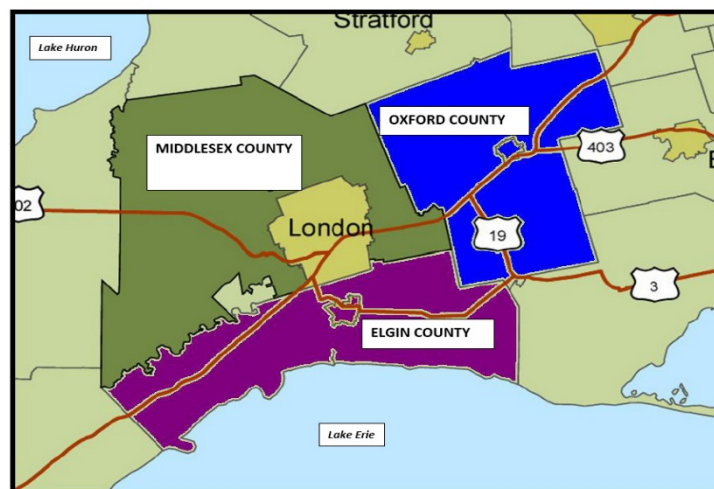 Stratford
Lake Huron
OXFORD COUNTY
MIDDLESEX COUNTY
403
02
London
19
3
ELGIN COUNTY
Lake Erie